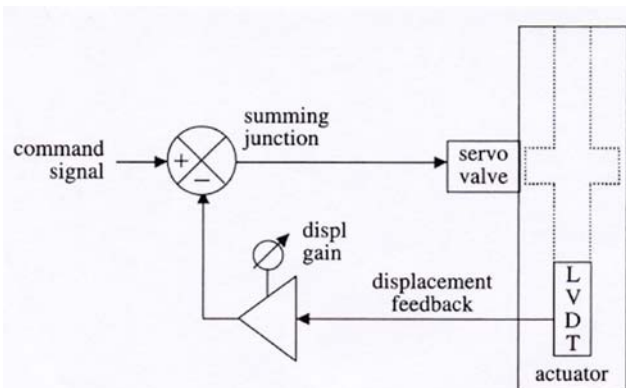 summing
junction
command
signal
+
−
servo
valve
displ
gain
displacement
feedback
L
V
D
T
actuator